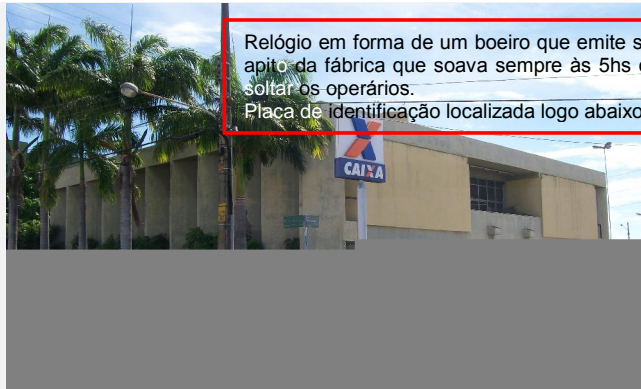 Relógio em forma de um boeiro que emite s
apito da fábrica que soava sempre às 5hs
soltar os operários.
Placa de identificação localizada logo abaixo
CAIXA